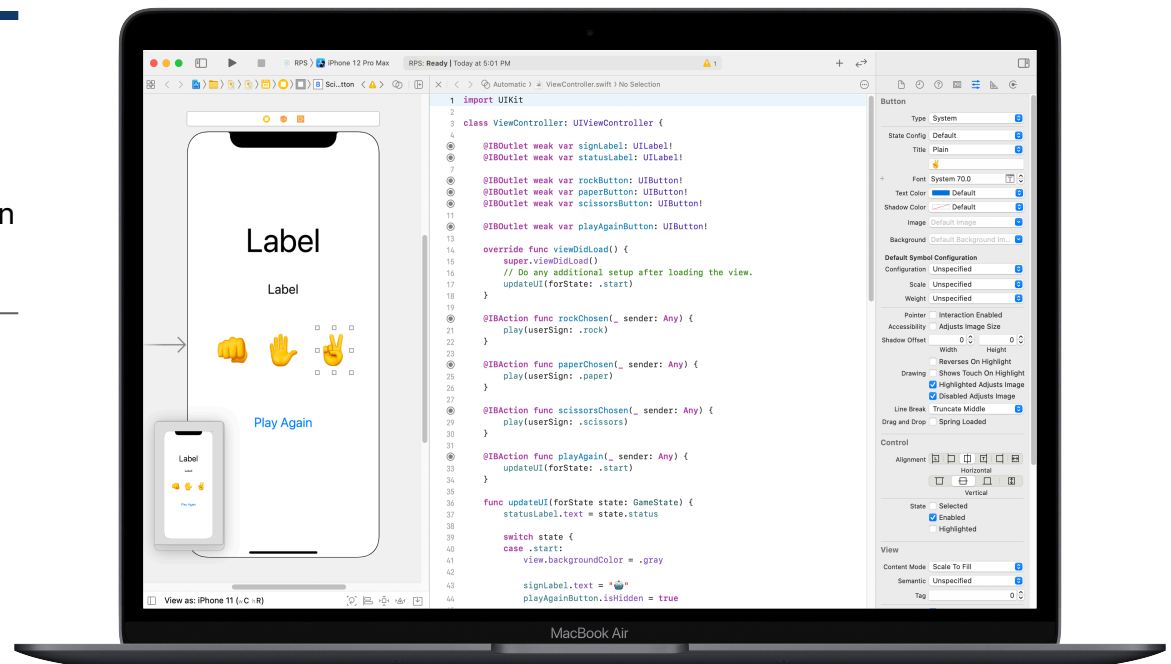 n
RPS 〉 iPhone 12 Pro Max
RPS: Ready | Today at 5:01 PM
1
B Sci...tton
Automatic 〉 ViewController.swift 〉 No Selection
Label
Label
👊 🖐 ✌️
Play Again
Label
Label
👊 🖐 ✌️
Play Again
View as: iPhone 11 (wC hR)
1 import UIKit
2
3 class ViewController: UIViewController {
@IBOutlet weak var signLabel: UILabel!
@IBOutlet weak var statusLabel: UILabel!
7
@IBOutlet weak var rockButton: UIButton!
@IBOutlet weak var paperButton: UIButton!
@IBOutlet weak var scissorsButton: UIButton!
11
@IBOutlet weak var playAgainButton: UIButton!
13
14 override func viewDidLoad() {
15 super.viewDidLoad()
16 // Do any additional setup after loading the view.
17 updateUI(forState: .start)
18 }
19
@IBAction func rockChosen(_ sender: Any) {
21 play(userSign: .rock)
22 }
23
@IBAction func paperChosen(_ sender: Any) {
25 play(userSign: .paper)
26 }
27
@IBAction func scissorsChosen(_ sender: Any) {
29 play(userSign: .scissors)
30 }
31
@IBAction func playAgain(_ sender: Any) {
33 updateUI(forState: .start)
34 }
35
36 func updateUI(forState state: GameState) {
37 statusLabel.text = state.status
38
39 switch state {
40 case .start:
41 view.backgroundColor = .gray
42
43 signLabel.text = "🤖"
44 playAgainButton.isHidden = true
Button
Type System
State Config Default
Title Plain
✌️
Font System 70.0
Text Color Default
Shadow Color Default
Image Default Image
Background Default Background Im...
Default Symbol Configuration
Configuration Unspecified
Scale Unspecified
Weight Unspecified
Pointer Interaction Enabled
Accessibility Adjusts Image Size
Shadow Offset 0 0
Width Height
Reverses On Highlight
Drawing Shows Touch On Highlight
Highlighted Adjusts Image
Disabled Adjusts Image
Line Break Truncate Middle
Drag and Drop Spring Loaded
Control
Alignment
Horizontal
Vertical
State Selected
Enabled
Highlighted
View
Content Mode Scale To Fill
Semantic Unspecified
Tag 0
MacBook Air